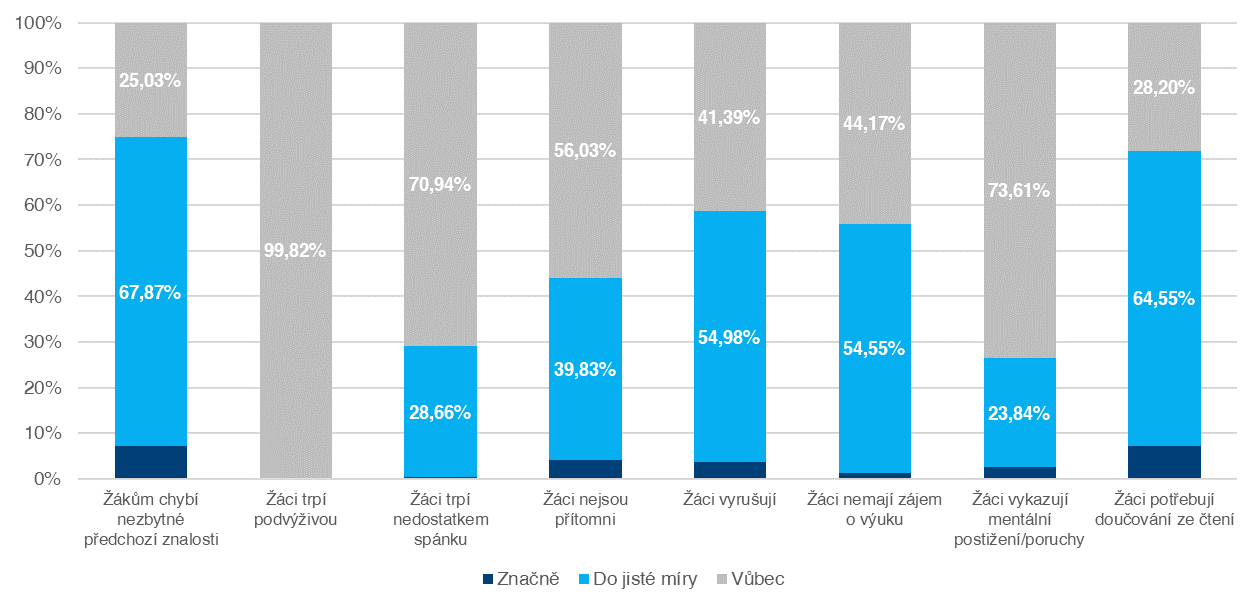 100%
90%
80%
70%
60%
50%
40%
30%
20%
10%
0%
25,03%
67,87%
99,82%
70,94%
28,66%
56,03%
39,83%
41,39%
54,98%
44,17%
54,55%
73,61%
23,84%
28,20%
64,55%
Žákům chybí
nezbytné
předchozí znalosti
Žáci trpí
podvýživou
Žáci trpí
nedostatkem
spánku
Žáci nejsou
přítomni
Žáci vyrušují
Žáci nemají zájem
o výuku
Žáci vykazují
mentální
postižení/poruchy
Žáci potřebují
doučování ze čtení
Značně Do jisté míry Vůbec